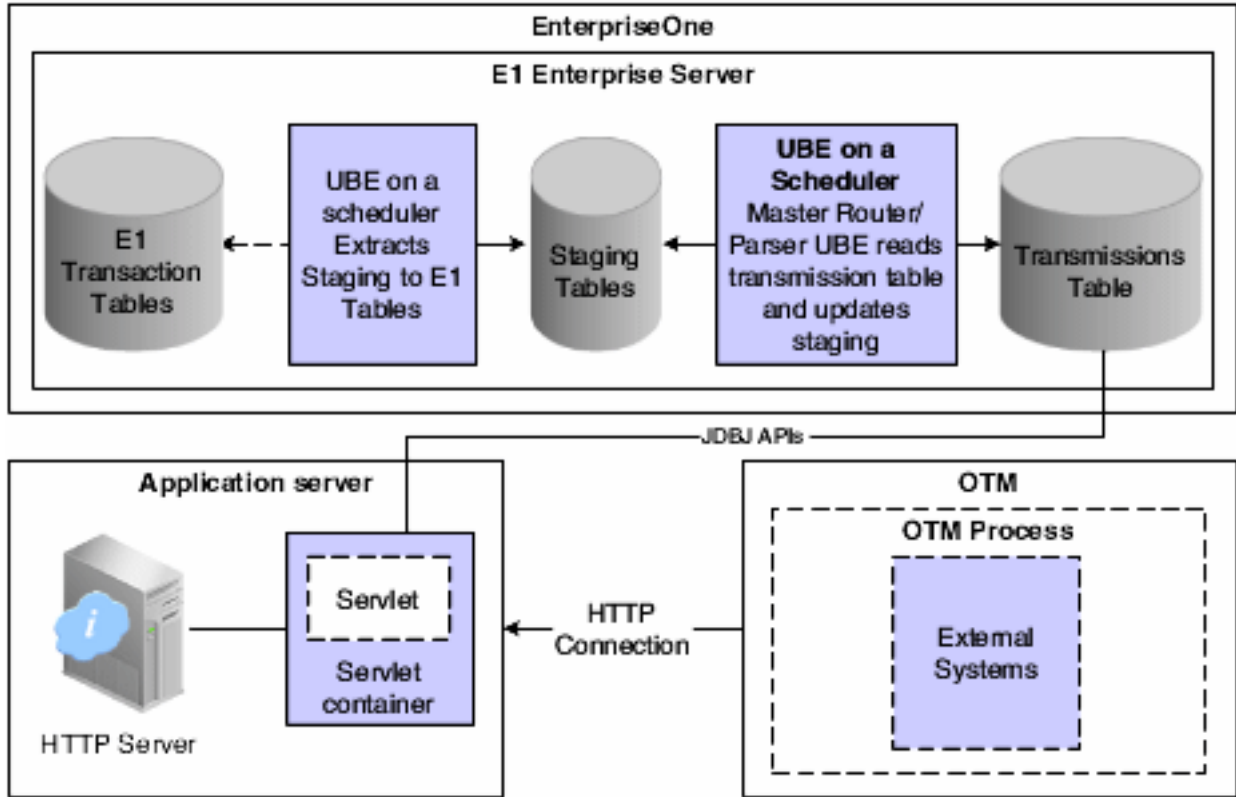 EnterpriseOne
E1 Enterprise Server
E1
Transaction
Tables
UBE on a
scheduler
Extracts
Staging to E1
Tables
Staging
Tables
UBE on a
Scheduler
Master Router/
Parser UBE reads
transmission table
and updates
staging
Transmissions
Table
JDBJ APIs
Application server
HTTP Server
Servlet
Servlet
container
HTTP
Connection
OTM
OTM Process
External
Systems